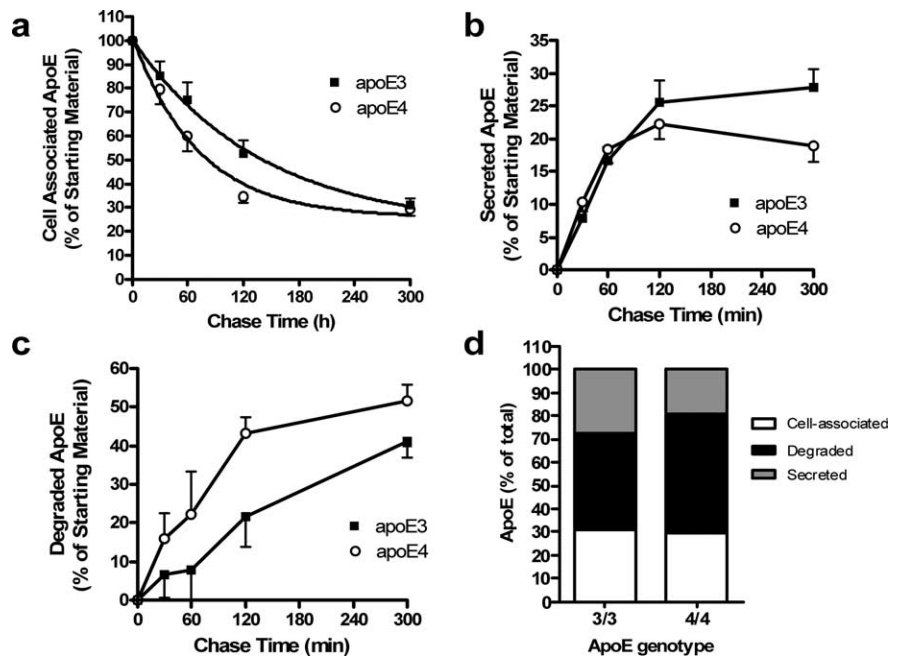 a
Cell Associated ApoE
(% of Starting Material)
110
100
90
80
70
60
50
40
30
20
10
0
0 60 120 180 240 300
Chase Time (h)
apoE3
apoE4
b
Secreted ApoE
(% of Starting Material)
35
30
25
20
15
10
5
0
0 60 120 180 240 300
Chase Time (min)
apoE3
apoE4
c
Degraded ApoE
(% of Starting Material)
60
50
40
30
20
10
0
0 60 120 180 240 300
Chase Time (min)
apoE3
apoE4
d
ApoE (% of total)
110
100
90
80
70
60
50
40
30
20
10
0
3/3 4/4
ApoE genotype
Cell-associated
Degraded
Secreted